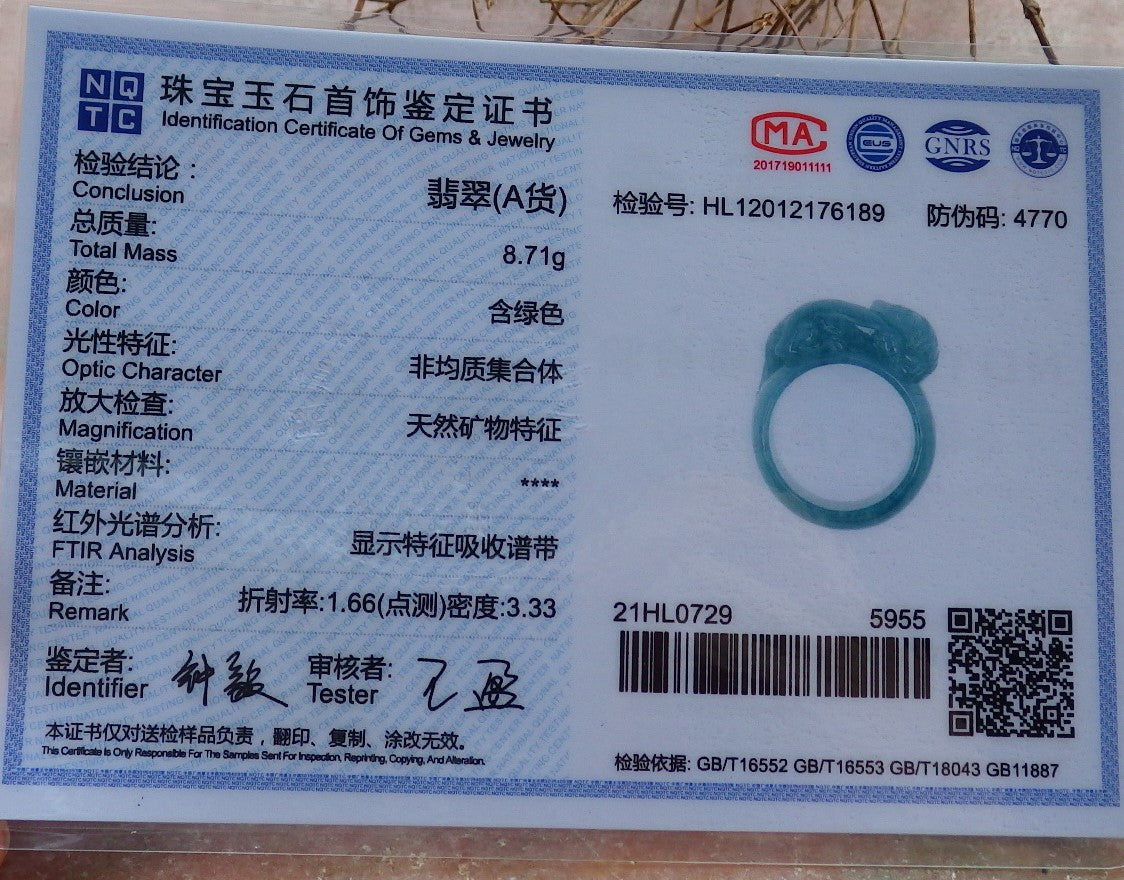 NQ
TC
珠宝玉石首饰鉴定证书
Identification Certificate Of Gems & Jewelry
检验结论：
Conclusion
翡翠(A货)
总质量:
Total Mass
8.71g
颜色:
Color
含绿色
光性特征:
Optic Character
非均质集合体
放大检查:
Magnification
天然矿物特征
镶嵌材料:
Material
****
红外光谱分析:
FTIR Analysis
显示特征吸收谱带
备注:
Remark
折射率:1.66(点测)密度:3.33
鉴定者:
Identifier
审核者:
Tester
本证书仅对送检样品负责，翻印、复制、涂改无效。
This Certificate Is Only Responsible For The Samples Sent For Inspection, Reprinting, Copying, And Alteration.
MA
201719011111
GNRS
检验号: HL12012176189
防伪码: 4770
21HL0729
5955
检验依据: GB/T16552 GB/T16553 GB/T18043 GB11887